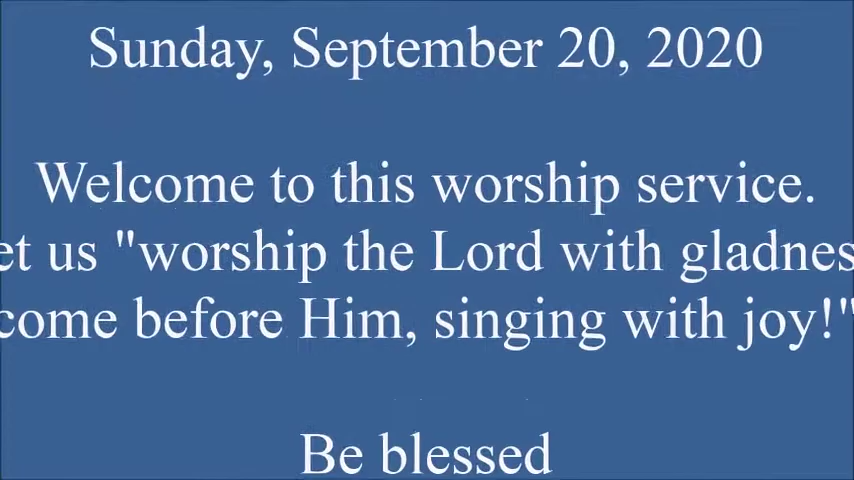 Sunday, September 20, 2020
Welcome to this worship service.
et us "worship the Lord with gladnes
come before Him, singing with joy!"
Be blessed